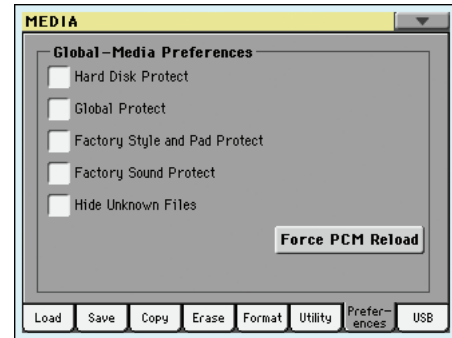 MEDIA
Global-Media Preferences
Hard Disk Protect
Global Protect
Factory Style and Pad Protect
Factory Sound Protect
Hide Unknown Files
Force PCM Reload
Load Save Copy Erase Format Utility Prefer-
ences USB